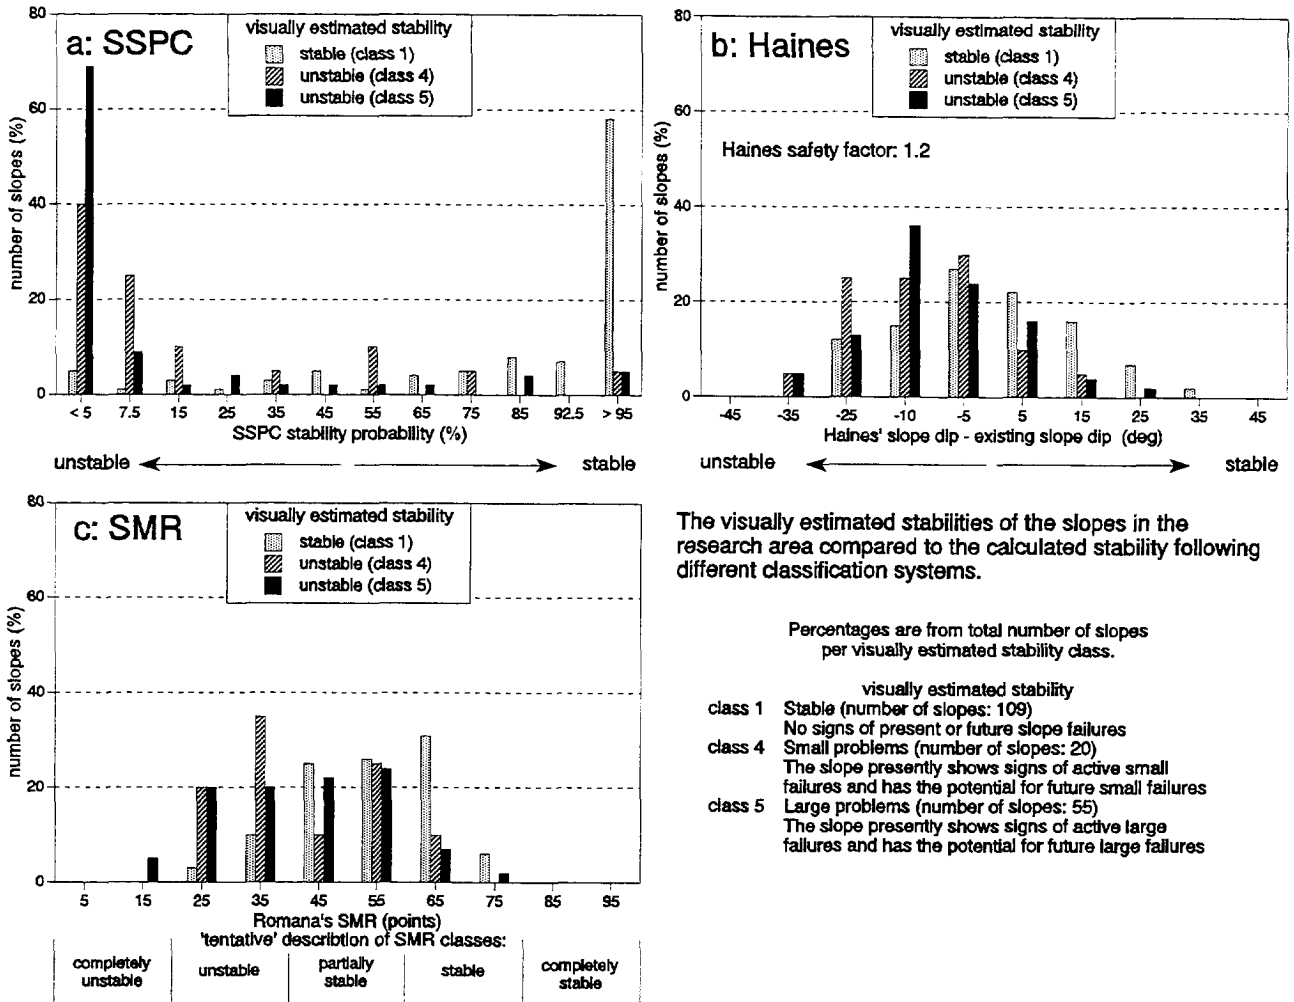 a: SSPC
visually estimated stability
stable (class 1)
unstable (class 4)
unstable (class 5)
number of slopes (%)
80
60
40
20
0
< 5 7.5 15 25 35 45 55 65 75 85 92.5 > 95
SSPC stability probability (%)
unstable stable
b: Haines
visually estimated stability
stable (class 1)
unstable (class 4)
unstable (class 5)
Haines safety factor: 1.2
number of slopes (%)
80
60
40
20
0
-45 -35 -25 -10 -5 5 15 25 35 45
Haines' slope dip - existing slope dip (deg)
unstable stable
c: SMR
visually estimated stability
stable (class 1)
unstable (class 4)
unstable (class 5)
number of slopes (%)
80
60
40
20
0
5 15 25 35 45 55 65 75 85 95
Romana's SMR (points)
'tentative' describtion of SMR classes:
completely unstable partially stable completely
unstable stable stable
The visually estimated stabilities of the slopes in the
research area compared to the calculated stability following
different classification systems.
Percentages are from total number of slopes
per visually estimated stability class.
visually estimated stability
class 1 Stable (number of slopes: 109)
No signs of present or future slope failures
class 4 Small problems (number of slopes: 20)
The slope presently shows signs of active small
failures and has the potential for future small failures
class 5 Large problems (number of slopes: 55)
The slope presently shows signs of active large
failures and has the potential for future large failures